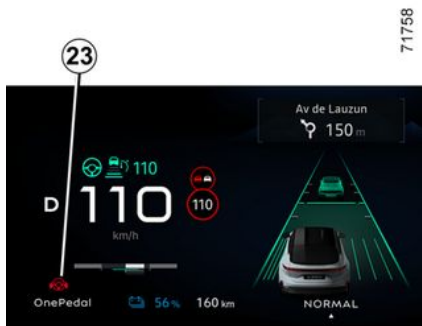 71758
23
Av de Lauzun
150 m
110
D 110 110
km/h
OnePedal 56% 160 km NORMAL